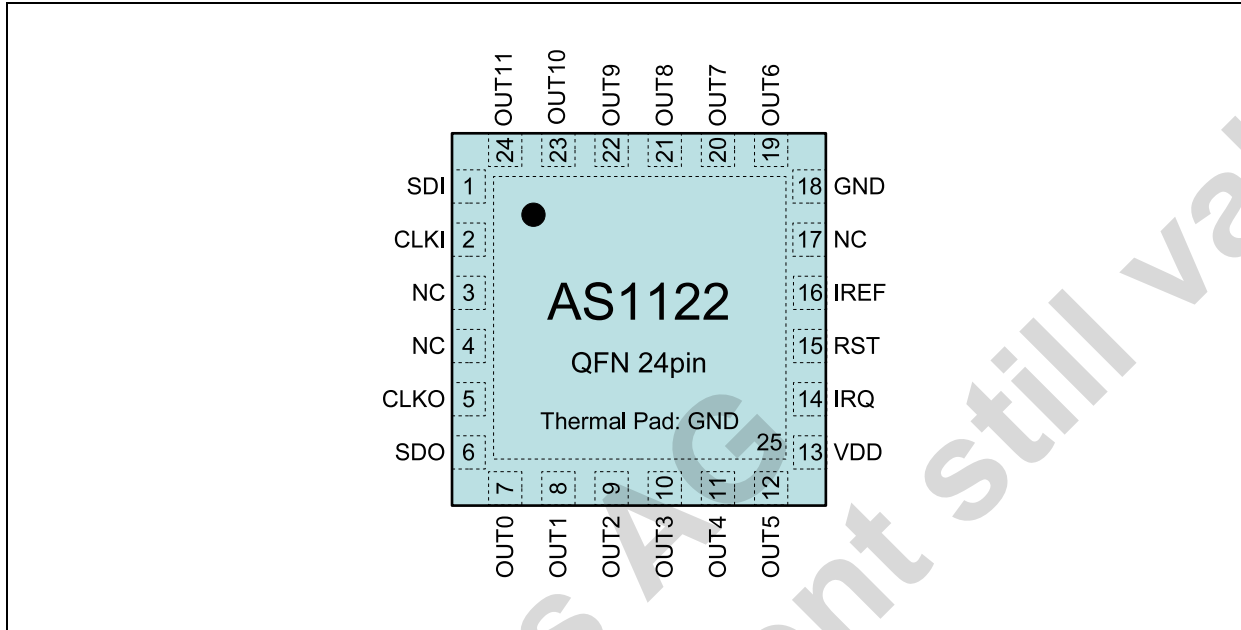 OUT11
OUT10
OUT9
OUT8
OUT7
OUT6
24
23
22
21
20
19
SDI 1
18 GND
CLKI 2
17 NC
NC 3
16 IREF
AS1122
NC 4
15 RST
QFN 24pin
CLKO 5
14 IRQ
Thermal Pad: GND
SDO 6
25
13 VDD
7
8
9
10
11
12
OUT0
OUT1
OUT2
OUT3
OUT4
OUT5
AG
still